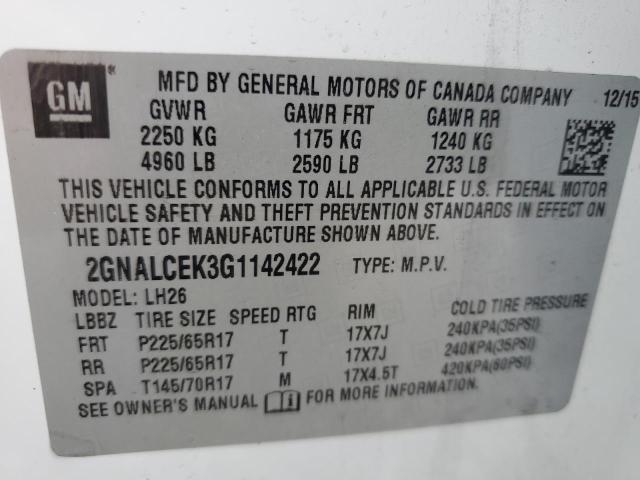 GM
MFD BY GENERAL MOTORS OF CANADA COMPANY 12/15
GVWR GAWR FRT GAWR RR
2250 KG 1175 KG 1240 KG
4960 LB 2590 LB 2733 LB
THIS VEHICLE CONFORMS TO ALL APPLICABLE U.S. FEDERAL MOTOR
VEHICLE SAFETY AND THEFT PREVENTION STANDARDS IN EFFECT ON
THE DATE OF MANUFACTURE SHOWN ABOVE.
2GNALCEK3G1142422 TYPE: M.P.V.
MODEL: LH26
LBBZ TIRE SIZE SPEED RTG RIM COLD TIRE PRESSURE
FRT P225/65R17 T 17X7J 240KPA(35PSI)
RR P225/65R17 T 17X7J 240KPA(35PSI)
SPA T145/70R17 M 17X4.5T 420KPA(60PSI)
SEE OWNER'S MANUAL FOR MORE INFORMATION.